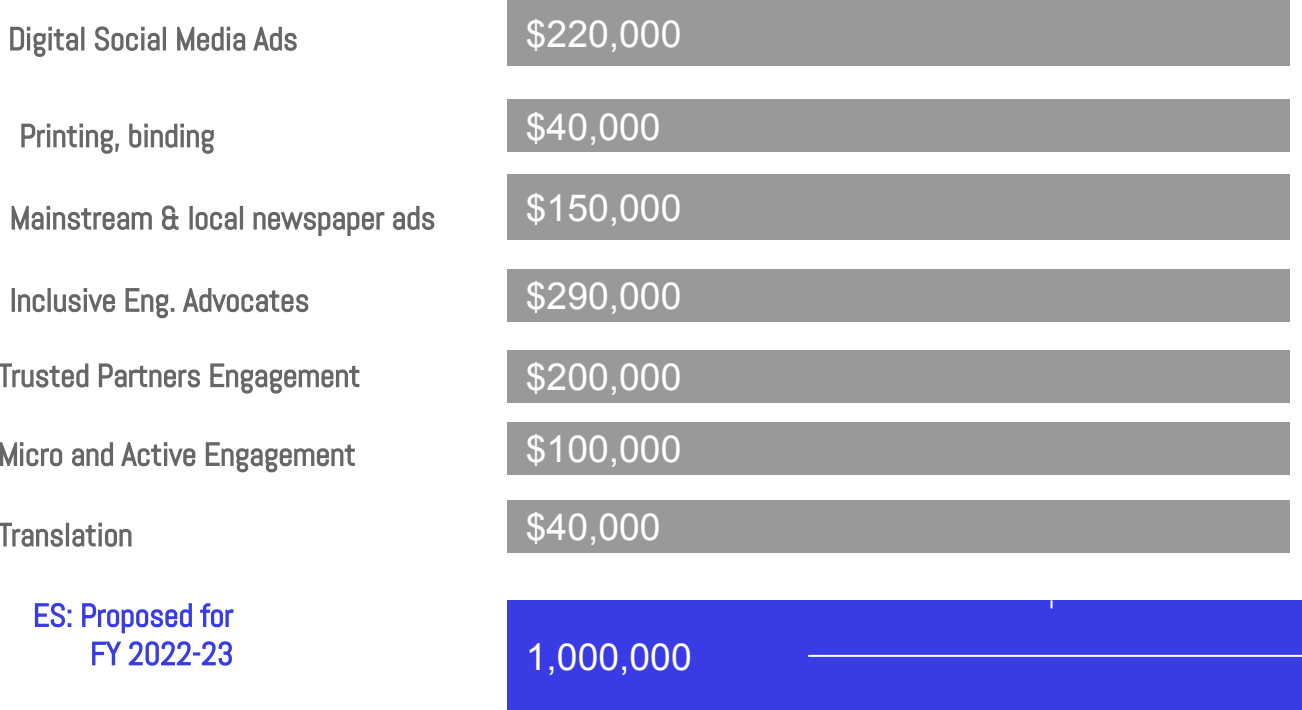 Digital Social Media Ads $220,000
Printing, binding $40,000
Mainstream & local newspaper ads $150,000
Inclusive Eng. Advocates $290,000
Trusted Partners Engagement $200,000
Micro and Active Engagement $100,000
Translation $40,000
ES: Proposed for
FY 2022-23 1,000,000